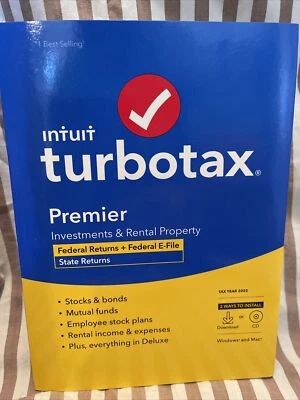 #1 Best Selling
intuit
turbotax®
Premier
Investments & Rental Property
Federal Returns + Federal E-File
State Returns
TAX YEAR 2022
2 WAYS TO INSTALL
Download or CD
Windows® and Mac®
• Stocks & bonds
• Mutual funds
• Employee stock plans
• Rental income & expenses
• Plus, everything in Deluxe